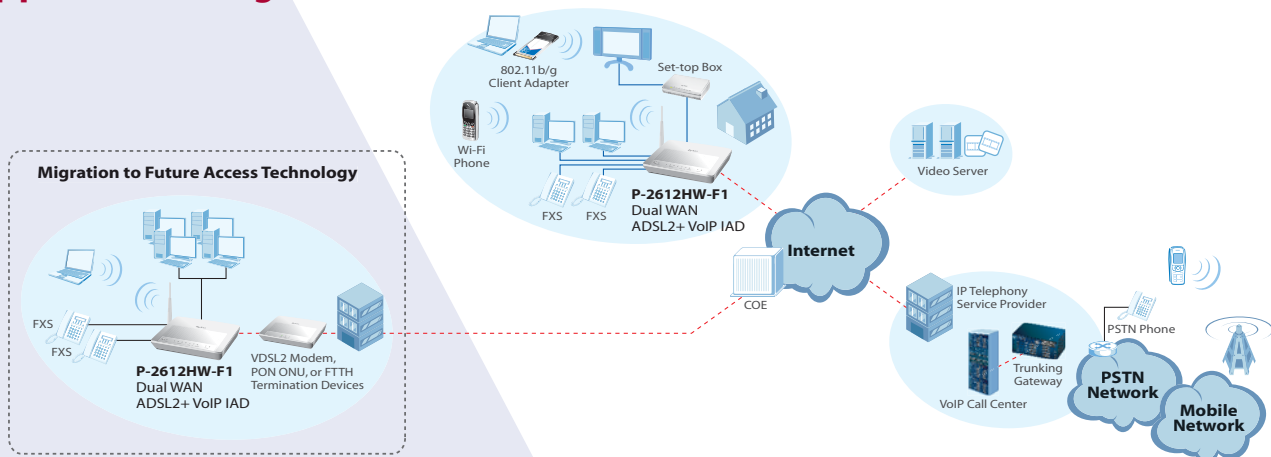 802.11b/g
Client Adapter
Set-top Box
Wi-Fi
Phone
FXS
FXS
P-2612HW-F1
Dual WAN
ADSL2+ VoIP IAD
Video Server
Internet
COE
Migration to Future Access Technology
FXS
FXS
P-2612HW-F1
Dual WAN
ADSL2+ VoIP IAD
VDSL2 Modem,
PON ONU, or FTTH
Termination Devices
IP Telephony
Service Provider
Trunking
Gateway
VoIP Call Center
PSTN Phone
PSTN
Network
Mobile
Network